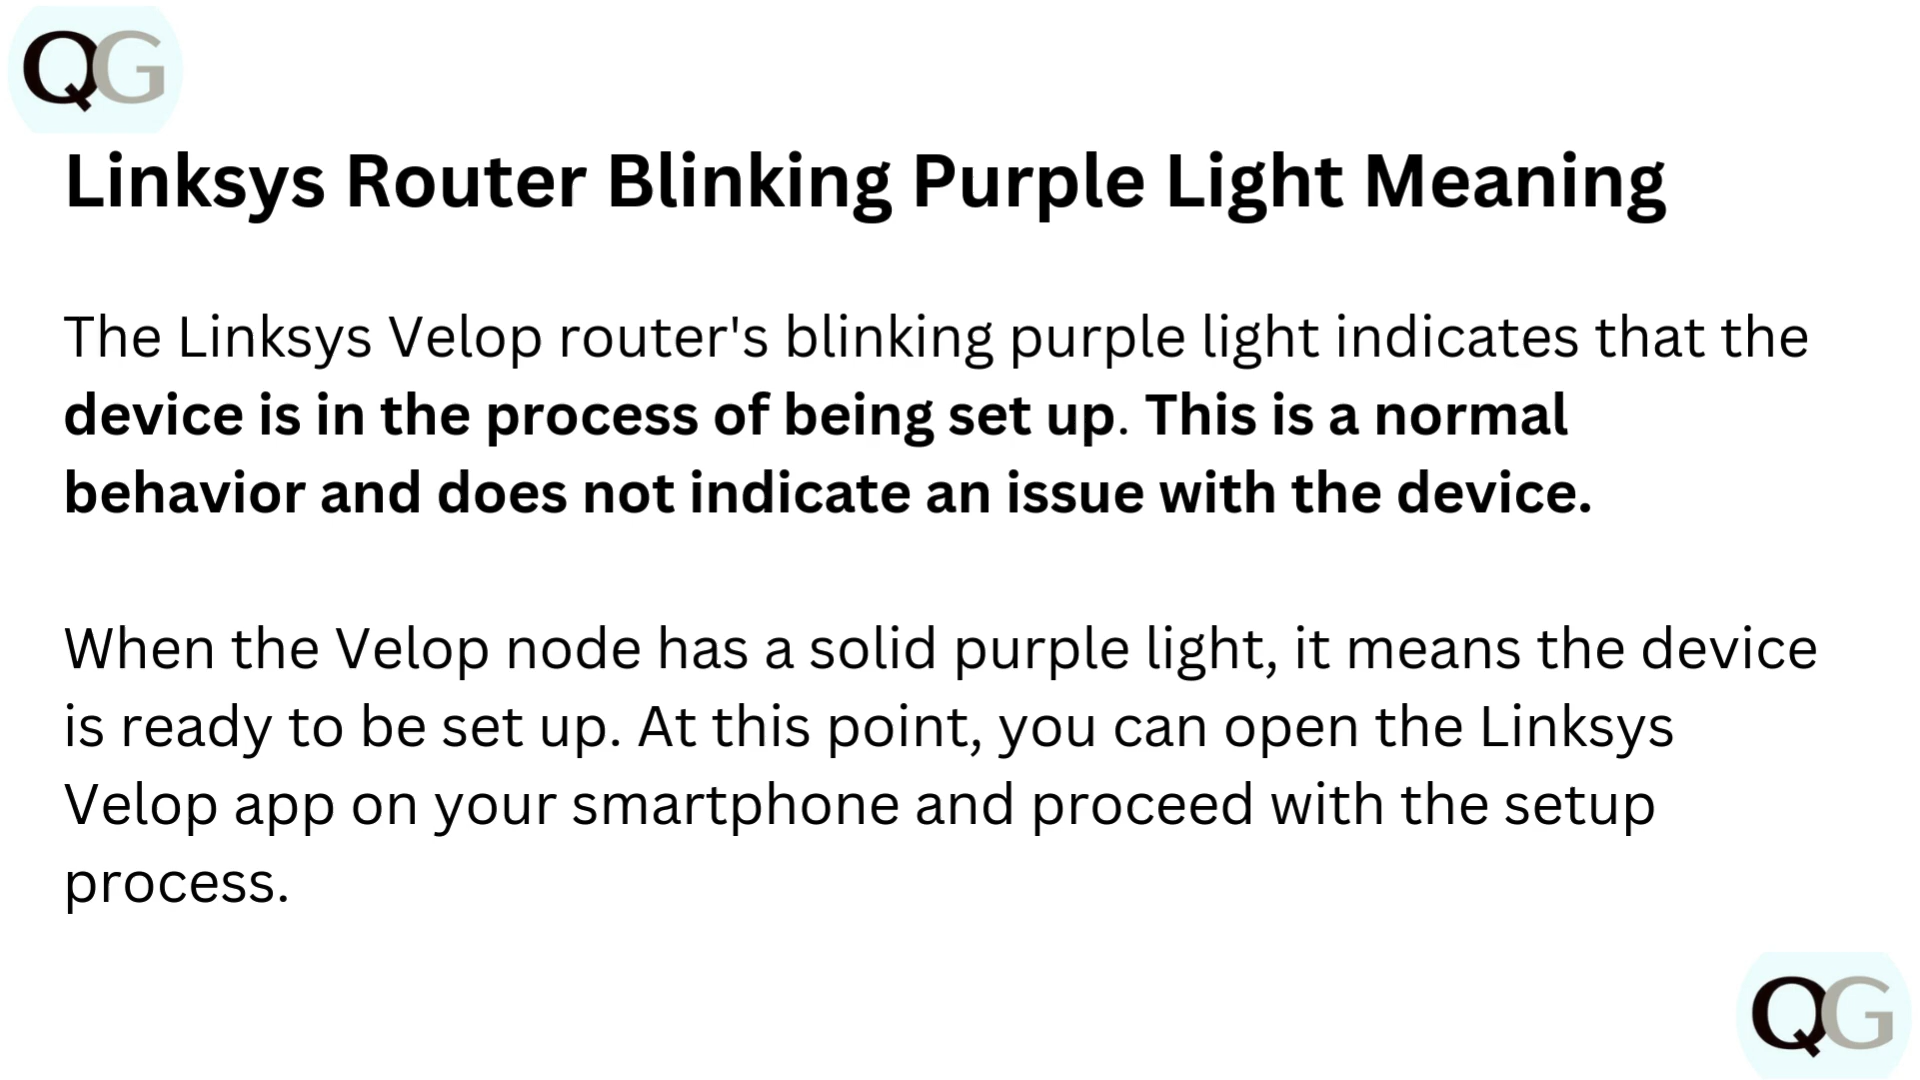 QG
Linksys Router Blinking Purple Light Meaning
The Linksys Velop router's blinking purple light indicates that the
device is in the process of being set up. This is a normal
behavior and does not indicate an issue with the device.
When the Velop node has a solid purple light, it means the device
is ready to be set up. At this point, you can open the Linksys
Velop app on your smartphone and proceed with the setup
process.
QG